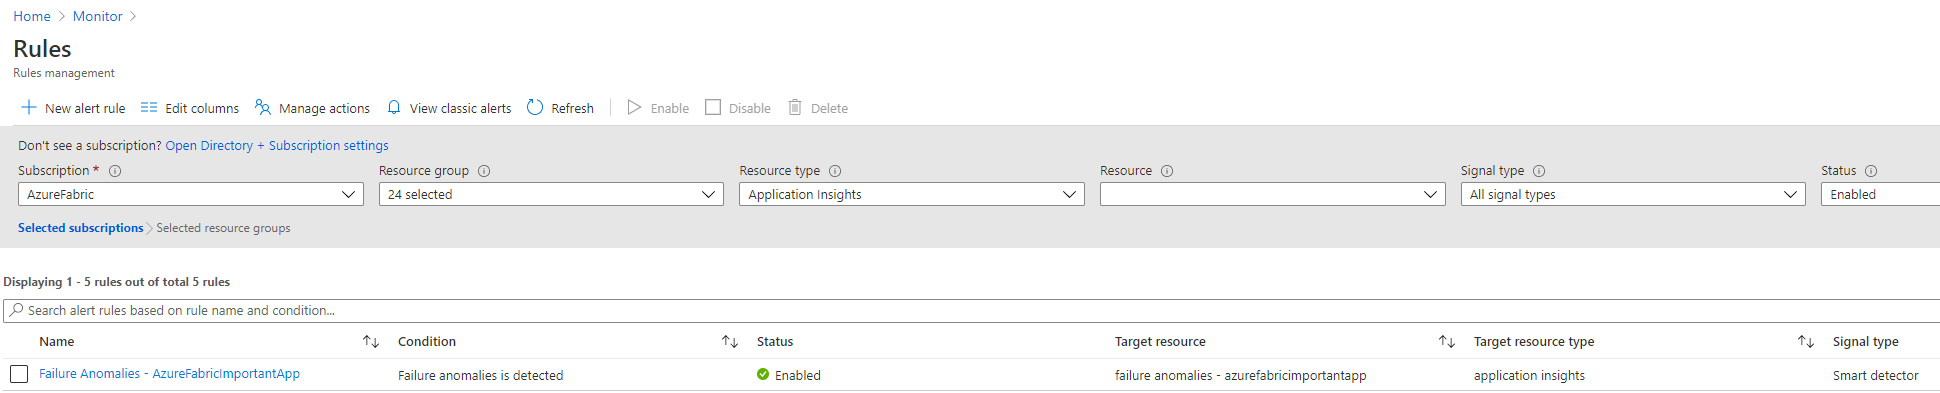 Home > Monitor >
Rules
Rules management
New alert rule Edit columns Manage actions View classic alerts Refresh Enable Disable Delete
Don't see a subscription? Open Directory + Subscription settings
Subscription * Resource group Resource type Resource Signal type Status
AzureFabric 24 selected Application Insights All signal types Enabled
Selected subscriptions > Selected resource groups
Displaying 1 - 5 rules out of total 5 rules
Search alert rules based on rule name and condition...
Name Condition Status Target resource Target resource type Signal type
Failure Anomalies - AzureFabricImportantApp Failure anomalies is detected Enabled failure anomalies - azurefabricimportantapp application insights Smart detector